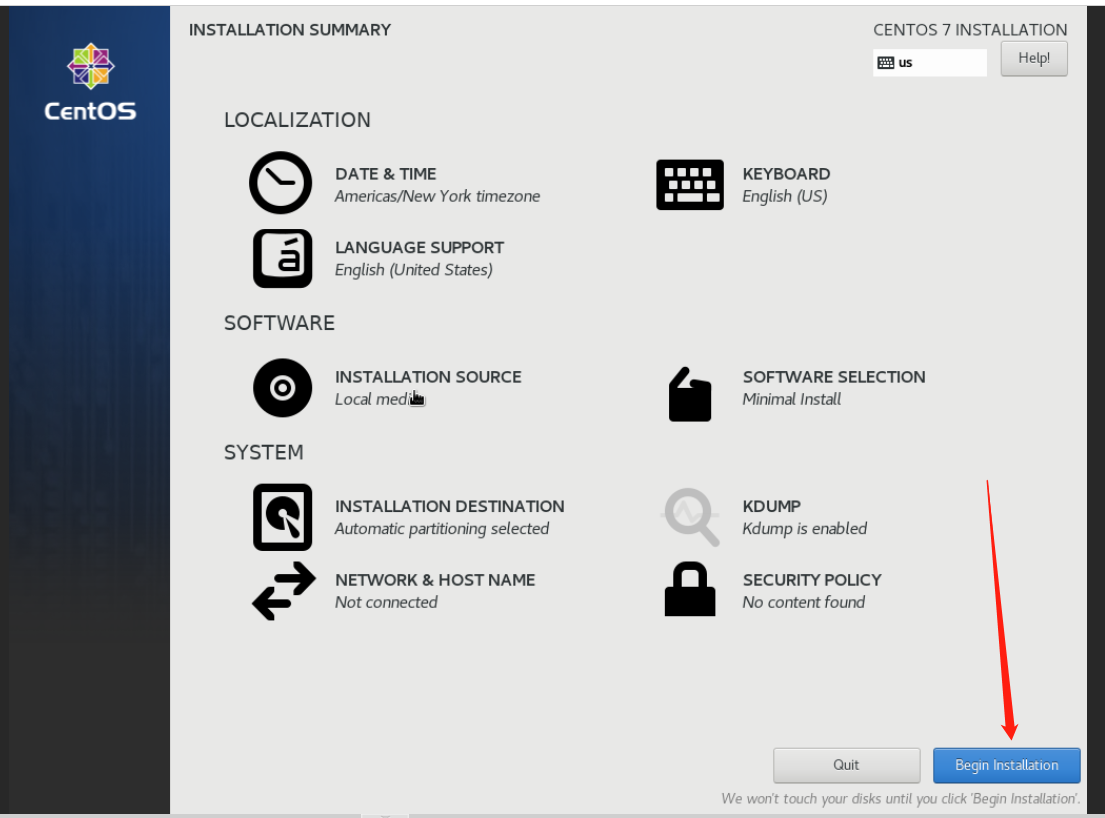 INSTALLATION SUMMARY
CENTOS 7 INSTALLATION
us
Help!
CentOS
LOCALIZATION
DATE & TIME
Americas/New York timezone
KEYBOARD
English (US)
LANGUAGE SUPPORT
English (United States)
á
SOFTWARE
INSTALLATION SOURCE
Local medi
SOFTWARE SELECTION
Minimal Install
SYSTEM
INSTALLATION DESTINATION
Automatic partitioning selected
KDUMP
Kdump is enabled
NETWORK & HOST NAME
Not connected
SECURITY POLICY
No content found
Quit
Begin Installation
We won't touch your disks until you click 'Begin Installation'.